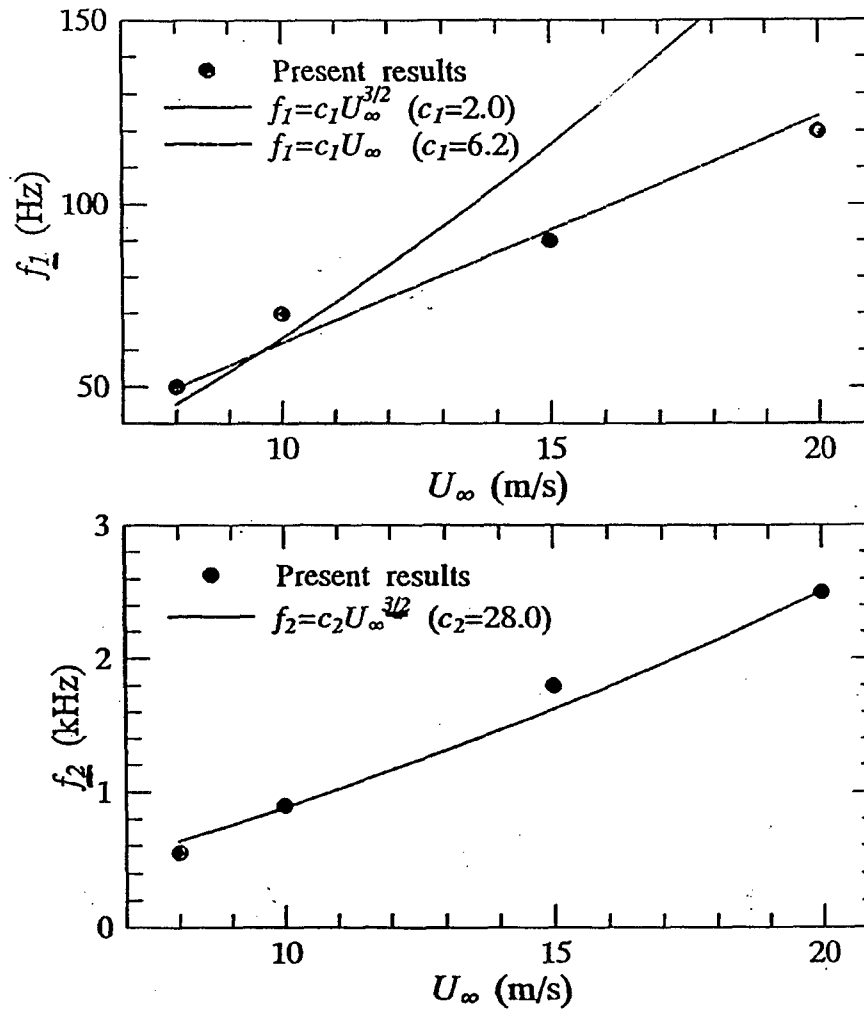 150
Present results
f1=c1U∞^3/2 (c1=2.0)
f1=c1U∞ (c1=6.2)
100
f1 (Hz)
50
10 15 20
U∞ (m/s)
3
Present results
f2=c2U∞^3/2 (c2=28.0)
2
f2 (kHz)
1
0
10 15 20
U∞ (m/s)